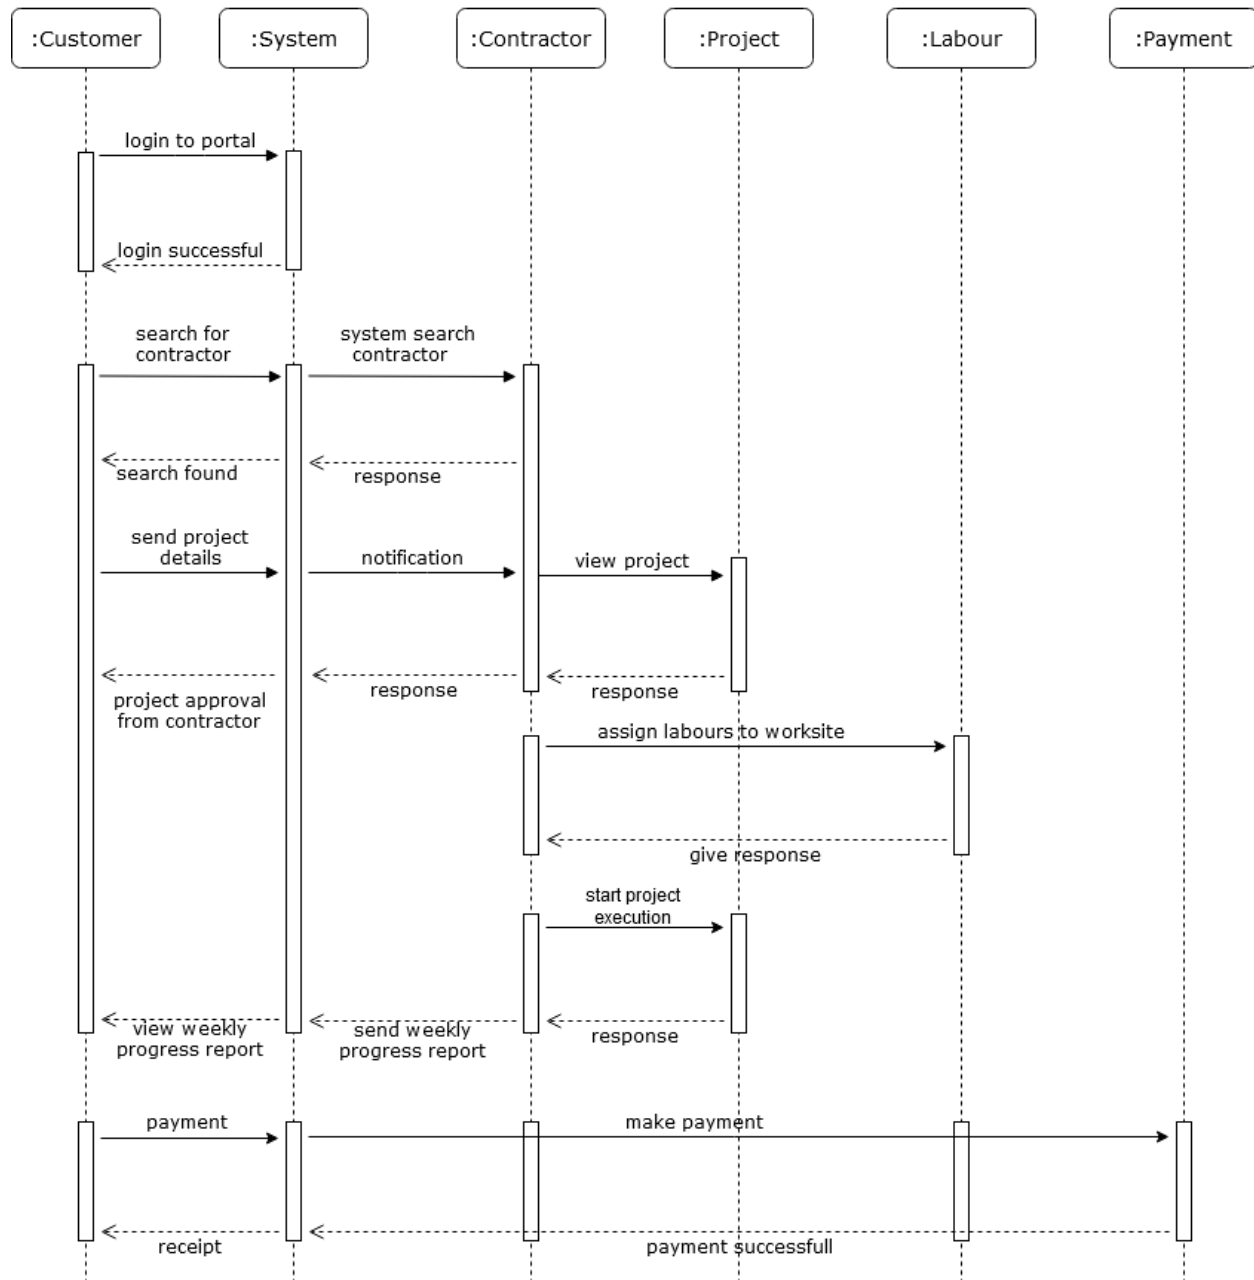 :Customer
:System
:Contractor
:Project
:Labour
:Payment
login to portal
login successful
search for
contractor
system search
contractor
search found
response
send project
details
notification
view project
project approval
from contractor
response
response
assign labours to worksite
give response
start project
execution
view weekly
progress report
send weekly
progress report
response
payment
make payment
receipt
payment successfull